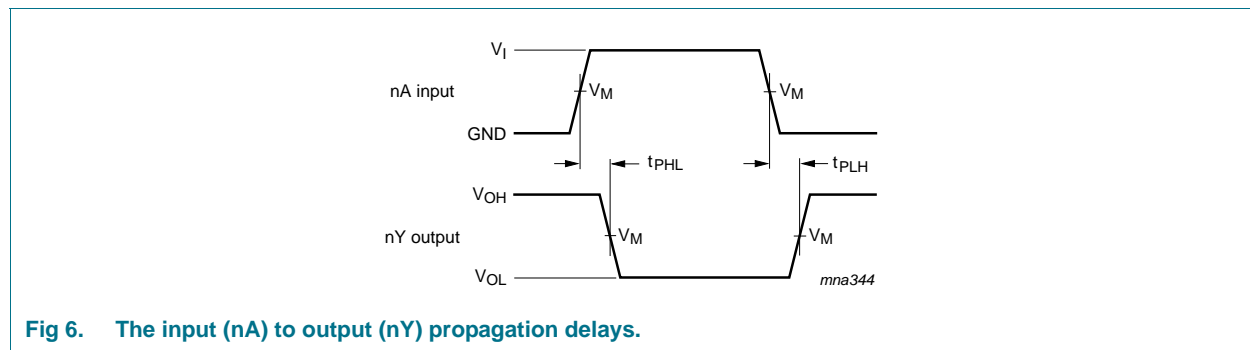 VI
nA input
VM
VM
GND
tPHL
tPLH
VOH
nY output
VM
VM
VOL
mna344
Fig 6. The input (nA) to output (nY) propagation delays.